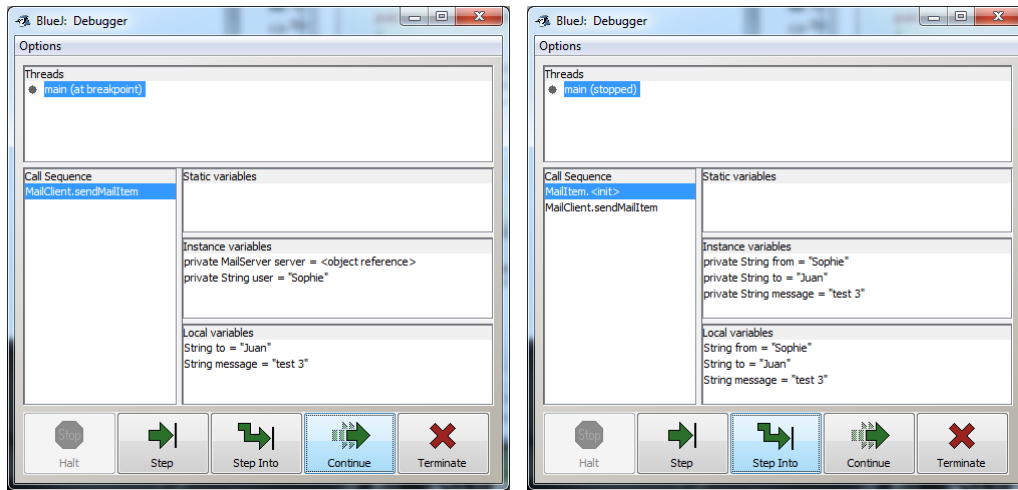 BlueJ: Debugger
Options
Threads
main (at breakpoint)
Call Sequence
MailClient.sendMailItem
Static variables
Instance variables
private MailServer server = <object reference>
private String user = "Sophie"
Local variables
String to = "Juan"
String message = "test 3"
Stop
Halt
Step
Step Into
Continue
Terminate
BlueJ: Debugger
Options
Threads
main (stopped)
Call Sequence
MailItem.<init>
MailClient.sendMailItem
Static variables
Instance variables
private String from = "Sophie"
private String to = "Juan"
private String message = "test 3"
Local variables
String from = "Sophie"
String to = "Juan"
String message = "test 3"
Stop
Halt
Step
Step Into
Continue
Terminate